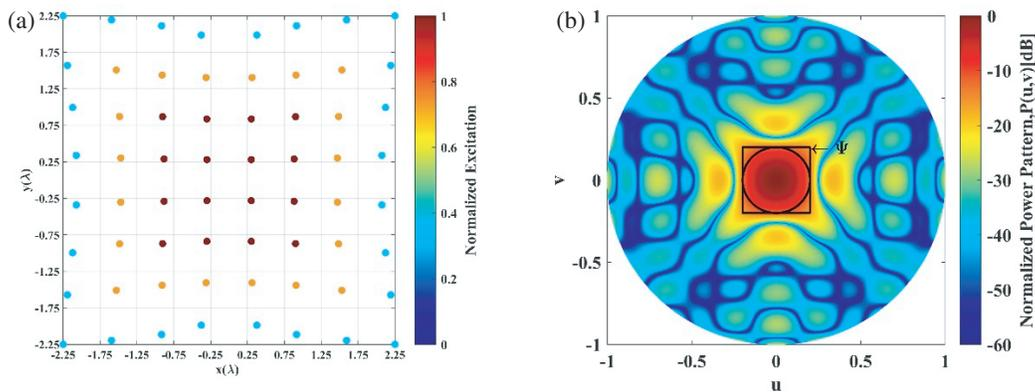 (a)
2.25
1.75
1.25
0.75
0.25
-0.25
-0.75
-1.25
-1.75
-2.25
y(λ)
-2.25 -1.75 -1.25 -0.75 -0.25 0.25 0.75 1.25 1.75 2.25
x(λ)
1
0.8
0.6
0.4
0.2
0
Normalized Excitation
(b)
1
0.5
0
-0.5
-1
v
-1 -0.5 0 0.5 1
u
Ψ
0
-10
-20
-30
-40
-50
-60
Normalized Power Pattern,P(u,v)[dB]